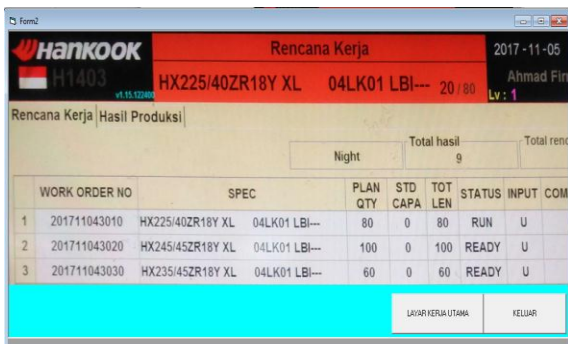 Form2
Hankook
Rencana Kerja
2017-11-05
H1403
HX225/40ZR18Y XL 04LK01 LBI--- 20/80
Ahmad Fir
v1.15.122400
Lv : 1
Rencana Kerja Hasil Produksi
Night
Total hasil
9
Total renc
WORK ORDER NO SPEC PLAN QTY STD CAPA TOT LEN STATUS INPUT COM
1 201711043010 HX225/40ZR18Y XL 04LK01 LBI--- 80 0 80 RUN U
2 201711043020 HX245/45ZR18Y XL 04LK01 LBI--- 100 0 100 READY U
3 201711043030 HX235/45ZR18Y XL 04LK01 LBI--- 60 0 60 READY U
LAYAR KERJA UTAMA KELUAR